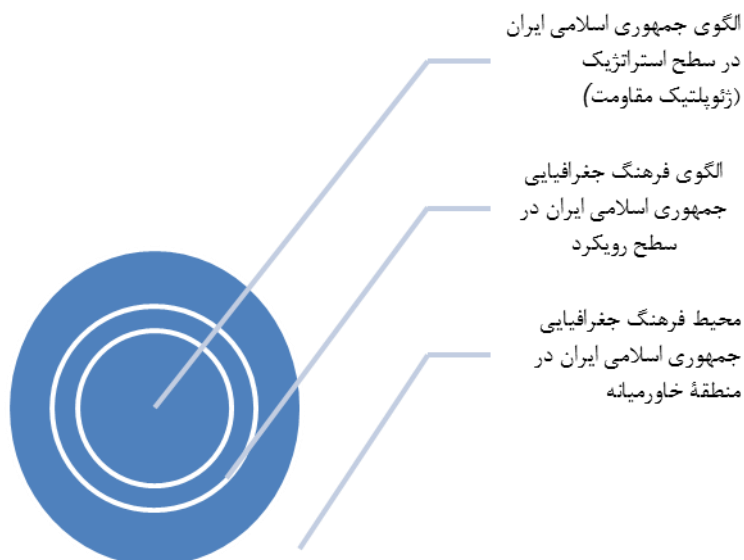 الگوی جمهوری اسلامی ایران
در سطح استراتژیک
(ژئوپلتیک مقاومت)
الگوی فرهنگ جغرافیایی
جمهوری اسلامی ایران در
سطح رویکرد
محیط فرهنگ جغرافیایی
جمهوری اسلامی ایران در
منطقهٔ خاورمیانه